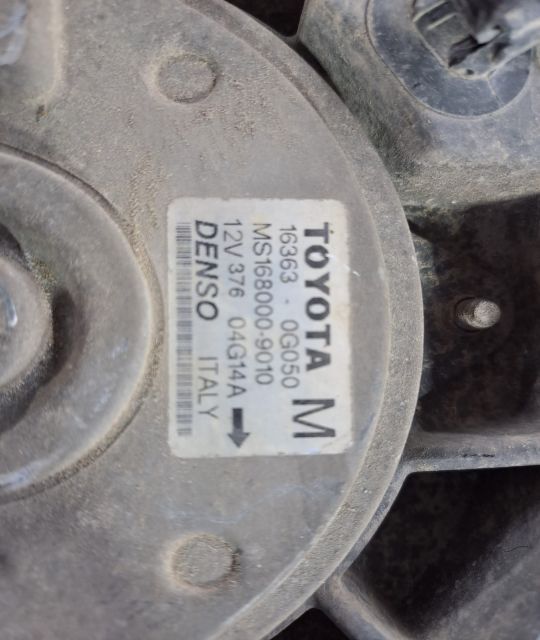 TOYOTA M
16363 - 0G050
MS168000-9010
12V 376 04G14A
DENSO ITALY